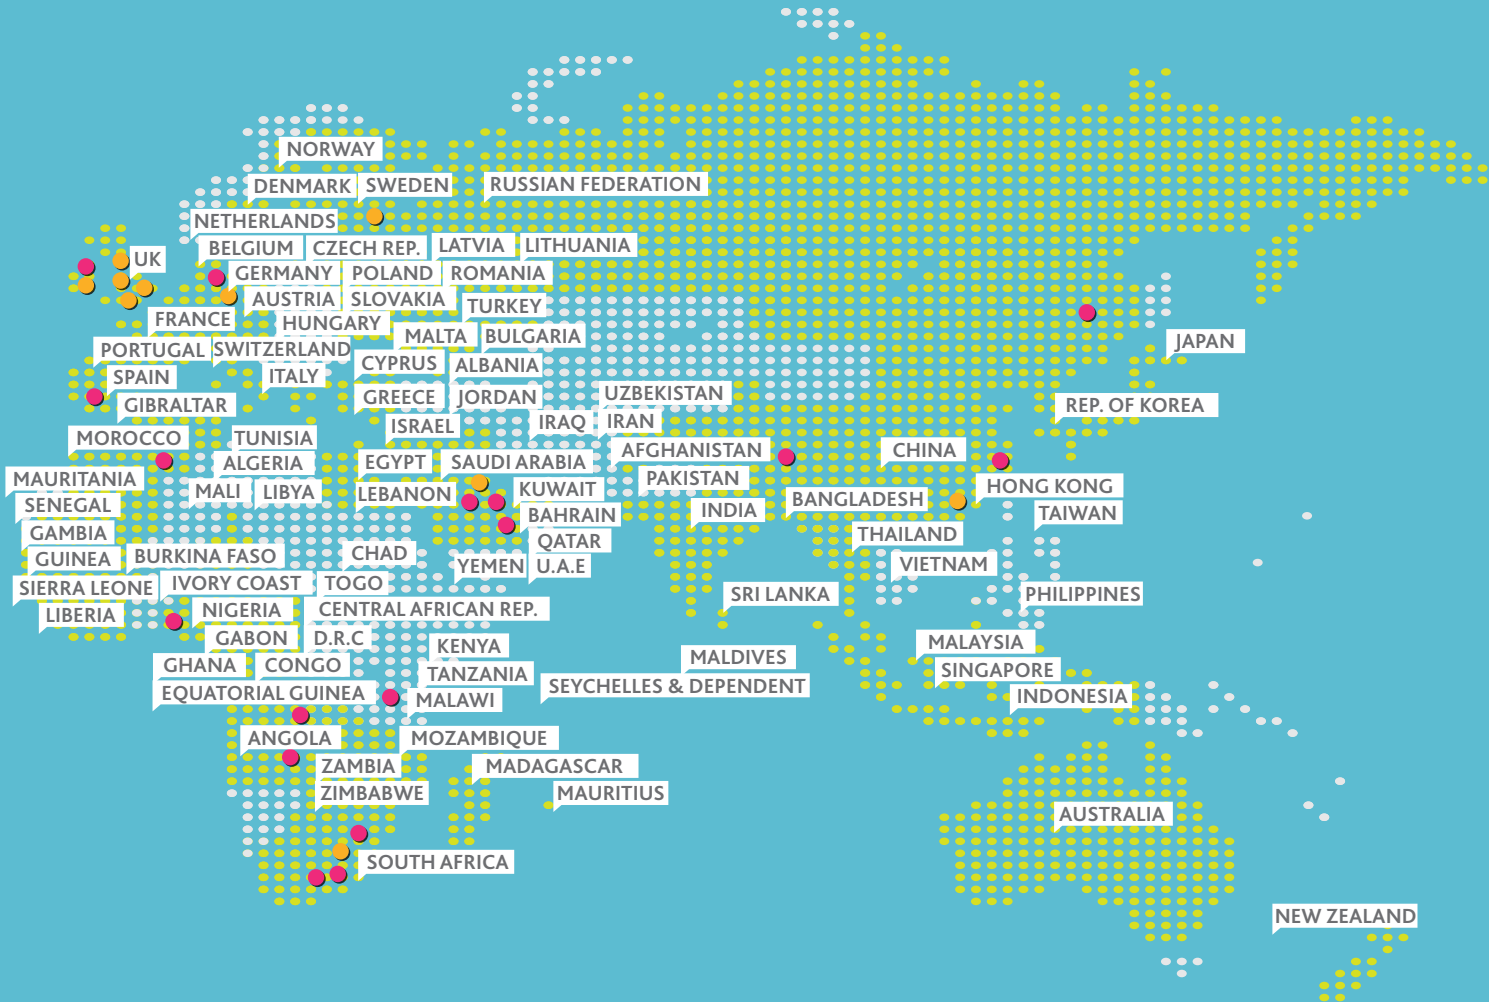 NORWAY
DENMARK
SWEDEN
RUSSIAN FEDERATION
NETHERLANDS
BELGIUM
CZECH REP.
LATVIA
LITHUANIA
UK
GERMANY
POLAND
ROMANIA
AUSTRIA
SLOVAKIA
TURKEY
FRANCE
HUNGARY
MALTA
BULGARIA
JAPAN
PORTUGAL
SWITZERLAND
CYPRUS
ALBANIA
SPAIN
ITALY
GREECE
JORDAN
UZBEKISTAN
GIBRALTAR
REP. OF KOREA
ISRAEL
IRAQ
IRAN
MOROCCO
TUNISIA
AFGHANISTAN
CHINA
ALGERIA
EGYPT
SAUDI ARABIA
MAURITANIA
PAKISTAN
MALI
LIBYA
LEBANON
KUWAIT
HONG KONG
SENEGAL
BANGLADESH
BAHRAIN
INDIA
TAIWAN
GAMBIA
QATAR
THAILAND
GUINEA
BURKINA FASO
CHAD
YEMEN
U.A.E
VIETNAM
SIERRA LEONE
IVORY COAST
TOGO
SRI LANKA
PHILIPPINES
LIBERIA
NIGERIA
CENTRAL AFRICAN REP.
GABON
D.R.C
KENYA
MALAYSIA
GHANA
CONGO
MALDIVES
TANZANIA
SINGAPORE
EQUATORIAL GUINEA
SEYCHELLES & DEPENDENT
MALAWI
INDONESIA
ANGOLA
MOZAMBIQUE
ZAMBIA
MADAGASCAR
ZIMBABWE
MAURITIUS
AUSTRALIA
SOUTH AFRICA
NEW ZEALAND